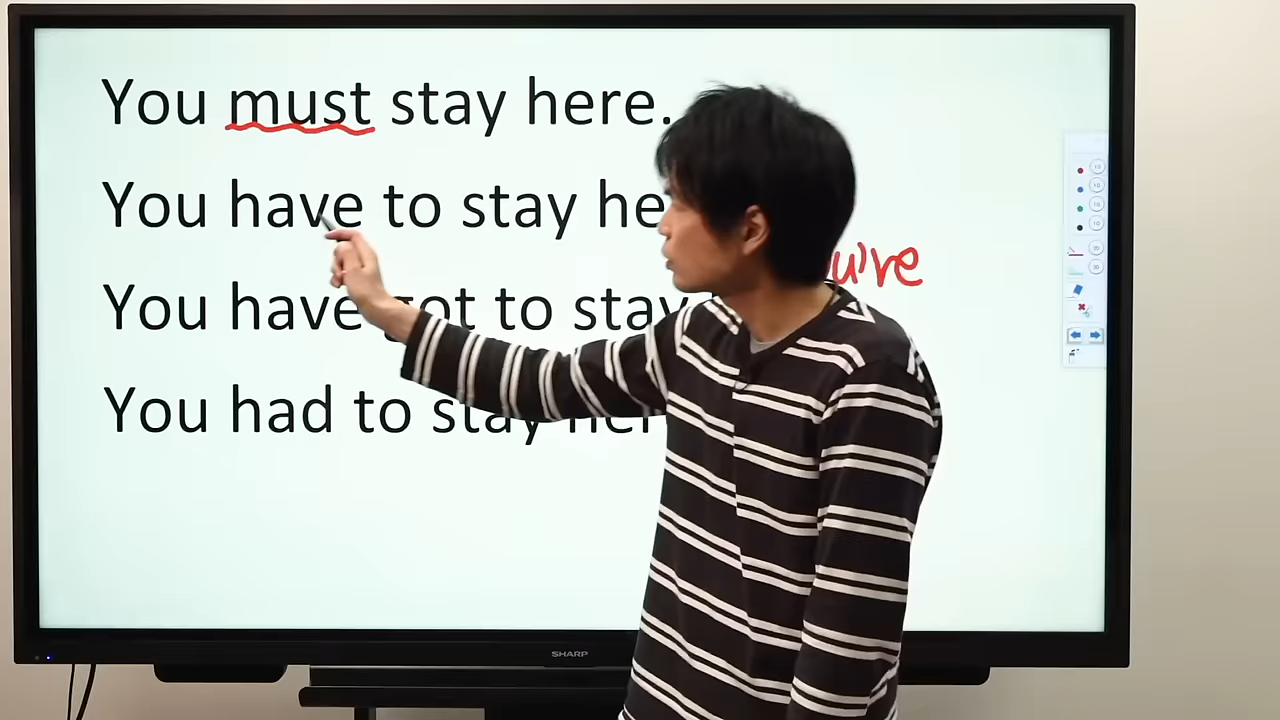 You must stay here.
You have to stay he
You have got to stay
u're
You had to stay her
SHARP